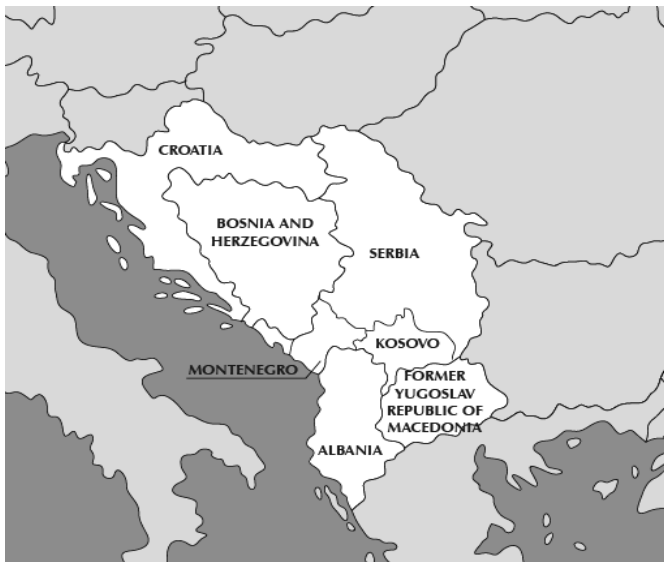 CROATIA
BOSNIA AND
HERZEGOVINA
SERBIA
KOSOVO
MONTENEGRO
FORMER
YUGOSLAV
REPUBLIC OF
MACEDONIA
ALBANIA